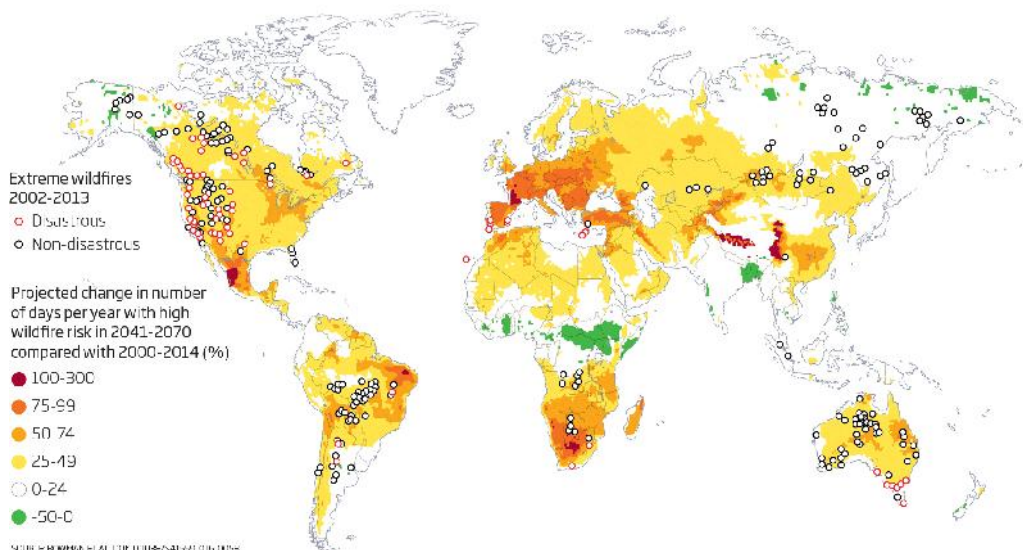 Extreme wildfires
2002-2013
Disastrous
Non-disastrous
Projected change in number
of days per year with high
wildfire risk in 2041-2070
compared with 2000-2014 (%)
100-300
75-99
50-74
25-49
0-24
-50-0